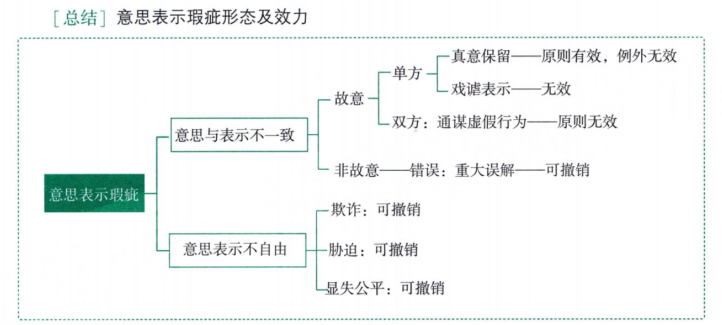 [总结] 意思表示瑕疵形态及效力
真意保留——原则有效，例外无效
单方
戏谑表示——无效
故意
双方：通谋虚假行为——原则无效
意思与表示不一致
非故意——错误：重大误解——可撤销
意思表示瑕疵
欺诈：可撤销
意思表示不自由
胁迫：可撤销
显失公平：可撤销